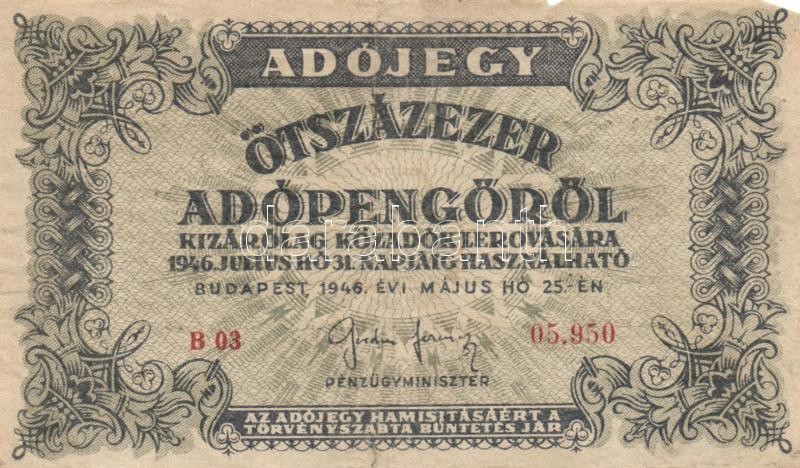 ADÓJEGY
ÖTSZÁZEZER
ADÓPENGŐRŐL
KIZÁRÓLAG KÖZADÓK LEROVÁSÁRA
1946. JULIUS HÓ 31. NAPJÁIG HASZNÁLHATÓ
BUDAPEST, 1946. ÉVI MÁJUS HÓ 25.-ÉN
B 03 05.950
PÉNZÜGYMINISZTER
AZ ADÓJEGY HAMISITÁSÁÉRT A
TÖRVÉNYSZABTA BÜNTETÉS JÁR
darabanth